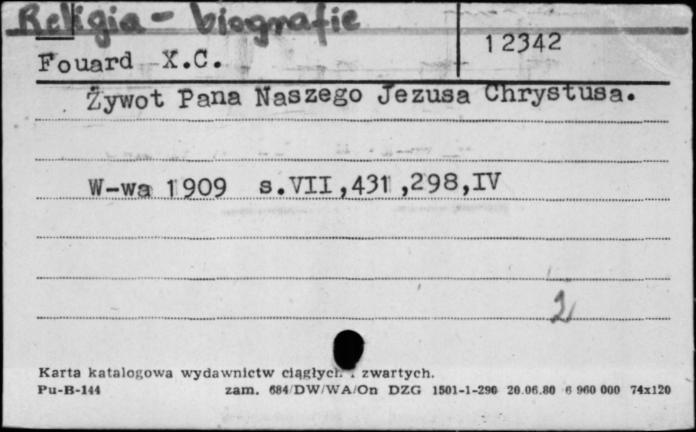 Religia - biografie
12342
Fouard X.C.
Żywot Pana Naszego Jezusa Chrystusa.
W-wa 1909 s.VII,431,298,IV
2
Karta katalogowa wydawnictw ciągłych i zwartych.
Pu-B-144 zam. 684/DW/WA/On DZG 1501-1-290 20.06.80 6 960 000 74x120